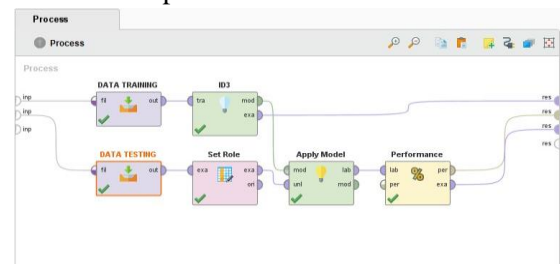 Process
Process
Process
DATA TRAINING
ID3
inp
fil
out
tra
mod
exa
res
inp
res
inp
res
res
DATA TESTING
Set Role
Apply Model
Performance
fil
out
exa
exa
ori
mod
lab
unl
mod
lab
per
per
exa